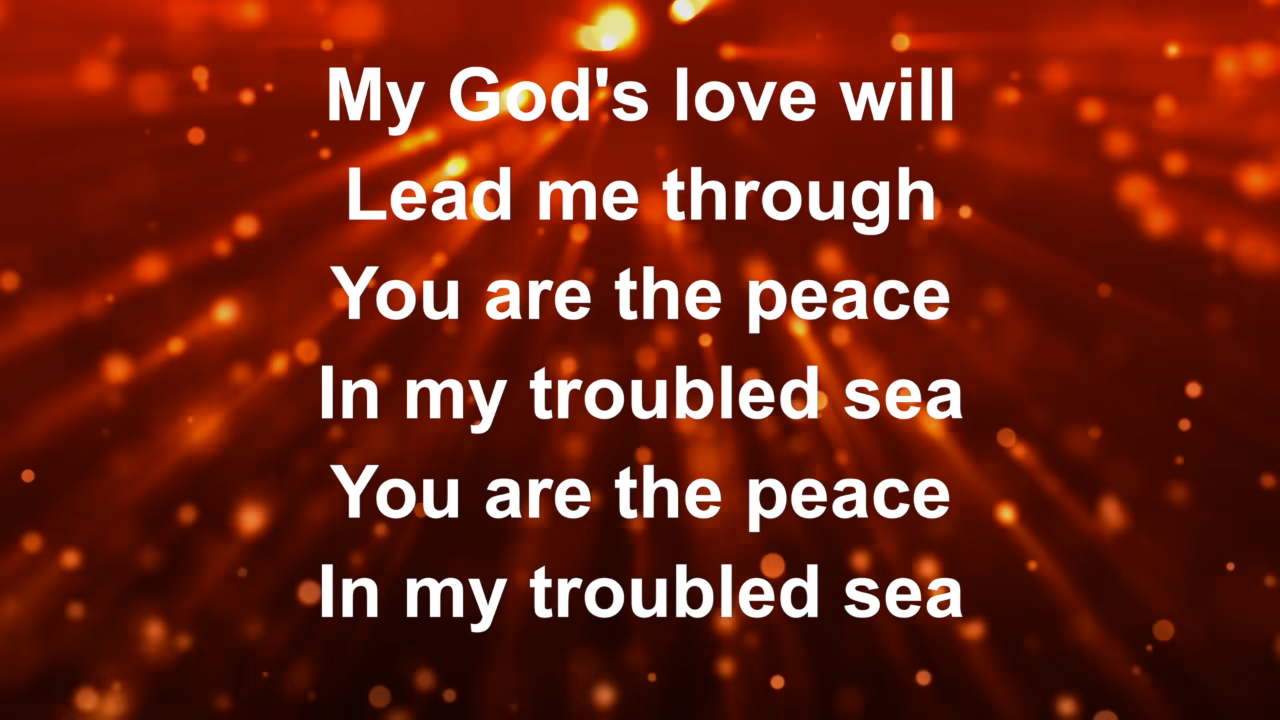 My God's love will
Lead me through
You are the peace
In my troubled sea
You are the peace
In my troubled sea